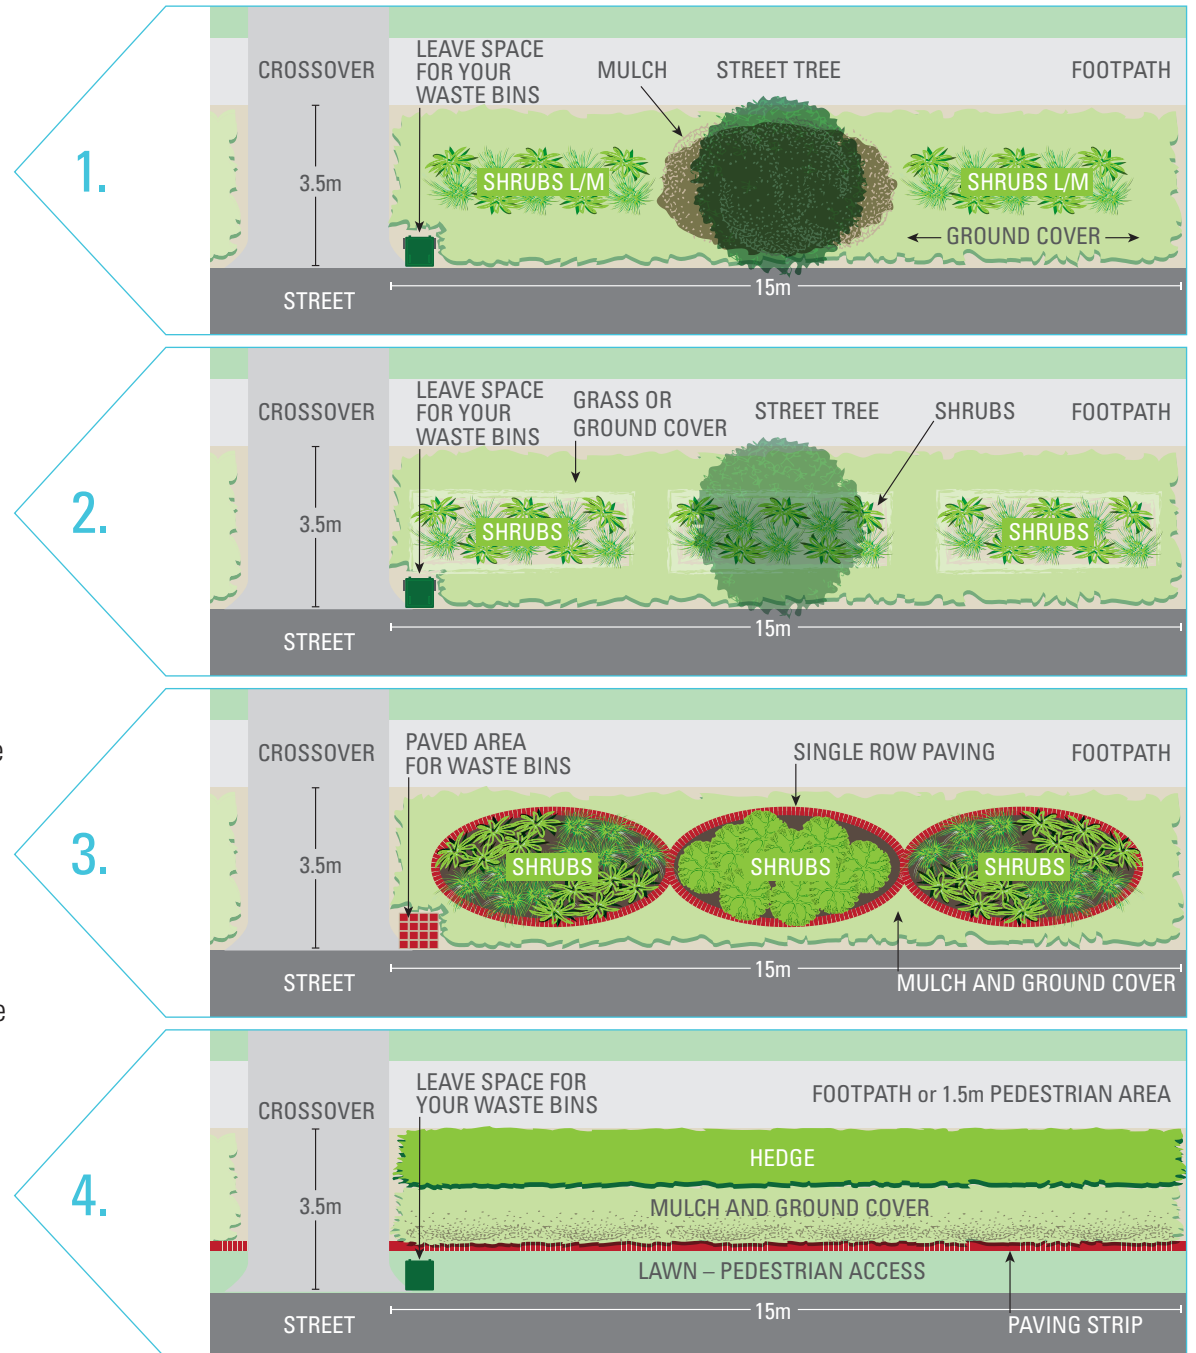 1.
CROSSOVER
LEAVE SPACE
FOR YOUR
WASTE BINS
MULCH
STREET TREE
FOOTPATH
3.5m
SHRUBS L/M
SHRUBS L/M
GROUND COVER
15m
STREET
2.
CROSSOVER
LEAVE SPACE
FOR YOUR
WASTE BINS
GRASS OR
GROUND COVER
STREET TREE
SHRUBS
FOOTPATH
3.5m
SHRUBS
SHRUBS
15m
STREET
e
3.
CROSSOVER
PAVED AREA
FOR WASTE BINS
SINGLE ROW PAVING
FOOTPATH
3.5m
SHRUBS
SHRUBS
SHRUBS
15m
STREET
MULCH AND GROUND COVER
e
4.
CROSSOVER
LEAVE SPACE FOR
YOUR WASTE BINS
FOOTPATH or 1.5m PEDESTRIAN AREA
HEDGE
3.5m
MULCH AND GROUND COVER
LAWN – PEDESTRIAN ACCESS
15m
STREET
PAVING STRIP